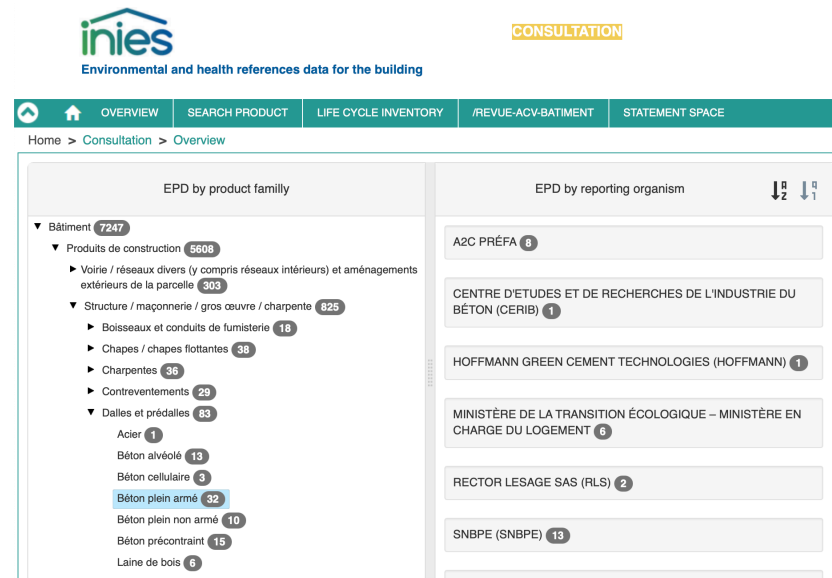 inies
CONSULTATION
Environmental and health references data for the building
OVERVIEW
SEARCH PRODUCT
LIFE CYCLE INVENTORY
/REVUE-ACV-BATIMENT
STATEMENT SPACE
Home > Consultation > Overview
EPD by product familly
Bâtiment 7247
Produits de construction 5608
Voirie / réseaux divers (y compris réseaux intérieurs) et aménagements
extérieurs de la parcelle 303
Structure / maçonnerie / gros œuvre / charpente 825
Boisseaux et conduits de fumisterie 18
Chapes / chapes flottantes 38
Charpentes 36
Contreventements 29
Dalles et prédalles 83
Acier 1
Béton alvéolé 13
Béton cellulaire 3
Béton plein armé 32
Béton plein non armé 10
Béton précontraint 15
Laine de bois 6
EPD by reporting organism
A2C PRÉFA 8
CENTRE D'ETUDES ET DE RECHERCHES DE L'INDUSTRIE DU
BÉTON (CERIB) 1
HOFFMANN GREEN CEMENT TECHNOLOGIES (HOFFMANN) 1
MINISTÈRE DE LA TRANSITION ÉCOLOGIQUE – MINISTÈRE EN
CHARGE DU LOGEMENT 6
RECTOR LESAGE SAS (RLS) 2
SNBPE (SNBPE) 13